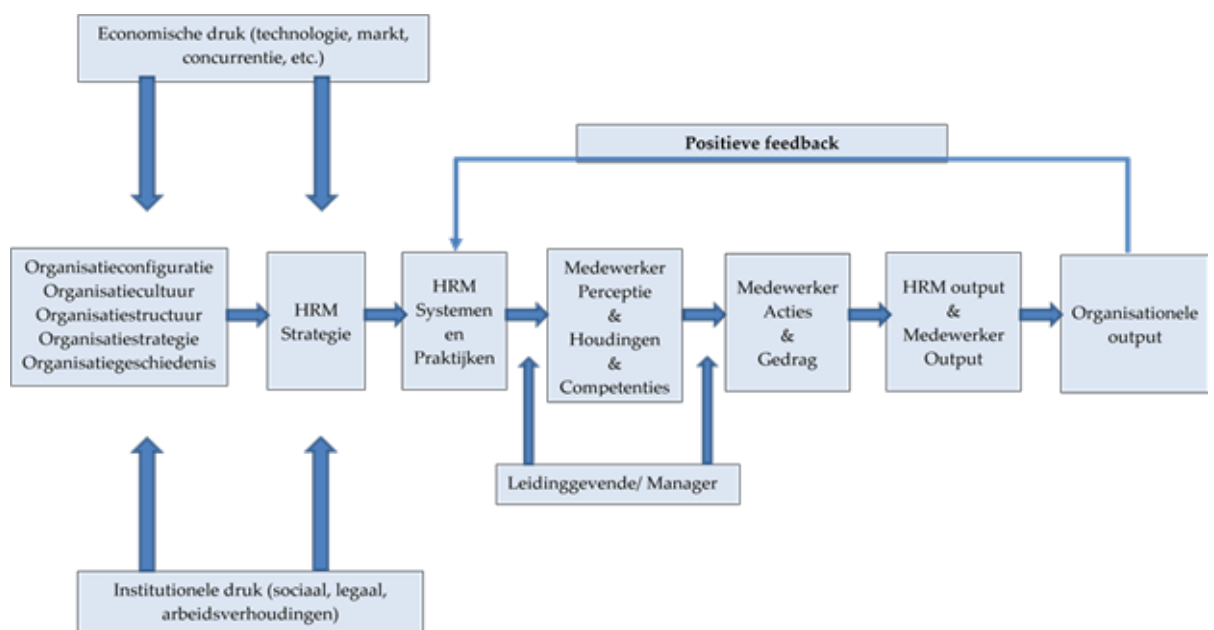 Economische druk (technologie, markt,
concurrentie, etc.)
Positieve feedback
Organisatieconfiguratie
Organisatiecultuur
Organisatiestructuur
Organisatiestrategie
Organisatiegeschiedenis
HRM
Strategie
HRM
Systemen
en
Praktijken
Medewerker
Perceptie
&
Houdingen
&
Competenties
Medewerker
Acties
&
Gedrag
HRM output
&
Medewerker
Output
Organisationele
output
Leidinggevende/ Manager
Institutionele druk (sociaal, legaal,
arbeidsverhoudingen)